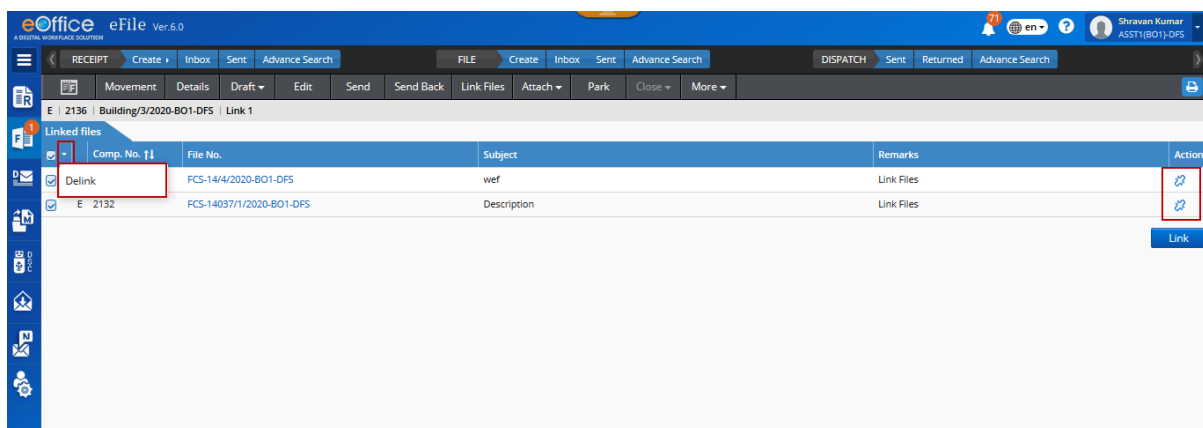 eOffice eFile Ver.6.0 71 en ? Shravan Kumar
A DIGITAL WORKPLACE SOLUTION ASST1(BO1)-DFS
RECEIPT Create Inbox Sent Advance Search FILE Create Inbox Sent Advance Search DISPATCH Sent Returned Advance Search
Movement Details Draft Edit Send Send Back Link Files Attach Park Close More
E | 2136 | Building/3/2020-BO1-DFS | Link 1
1
Linked files
Comp. No. File No. Subject Remarks Action
Delink FCS-14/4/2020-BO1-DFS wef Link Files
E 2132 FCS-14037/1/2020-BO1-DFS Description Link Files
Link
R
F
M
DSC
N